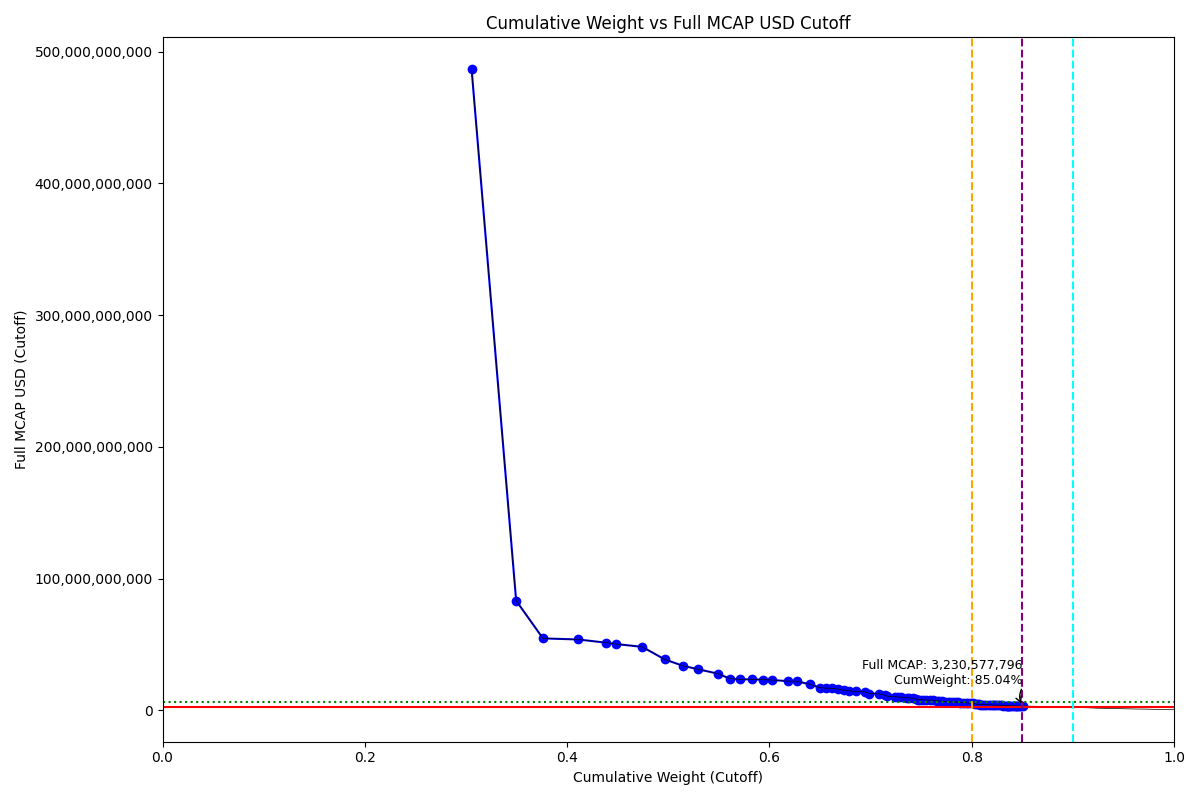 Cumulative Weight vs Full MCAP USD Cutoff
Full MCAP USD (Cutoff)
500,000,000,000
400,000,000,000
300,000,000,000
200,000,000,000
100,000,000,000
0
Full MCAP: 3,230,577,796
CumWeight: 85.04%
0.0 0.2 0.4 0.6 0.8 1.0
Cumulative Weight (Cutoff)